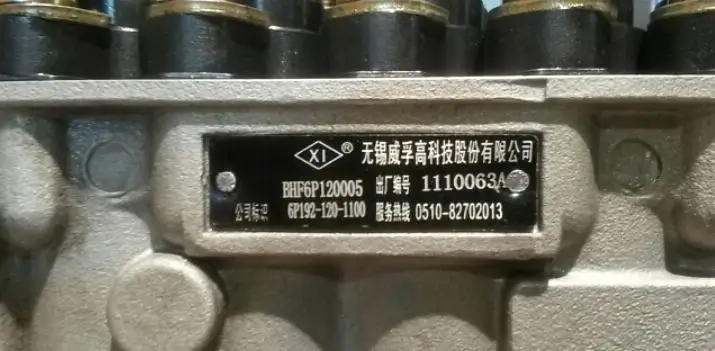 XI ® 无锡威孚高科技股份有限公司
BHF6P120005 出厂编号 1110063A
公司标识 6P192-120-1100 服务热线 0510-82702013